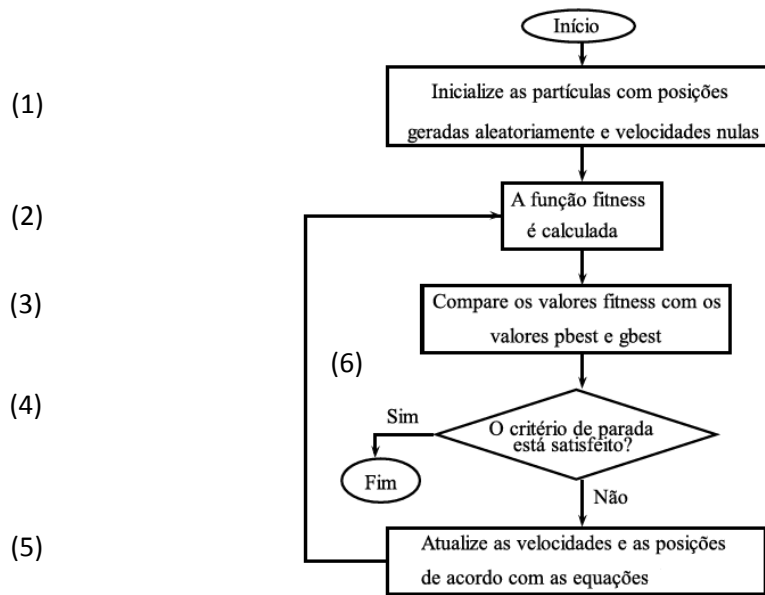 Início
(1)
Inicialize as partículas com posições
geradas aleatoriamente e velocidades nulas
(2)
A função fitness
é calculada
(3)
Compare os valores fitness com os
valores pbest e gbest
(6)
(4)
Sim
O critério de parada
está satisfeito?
Fim
Não
(5)
Atualize as velocidades e as posições
de acordo com as equações